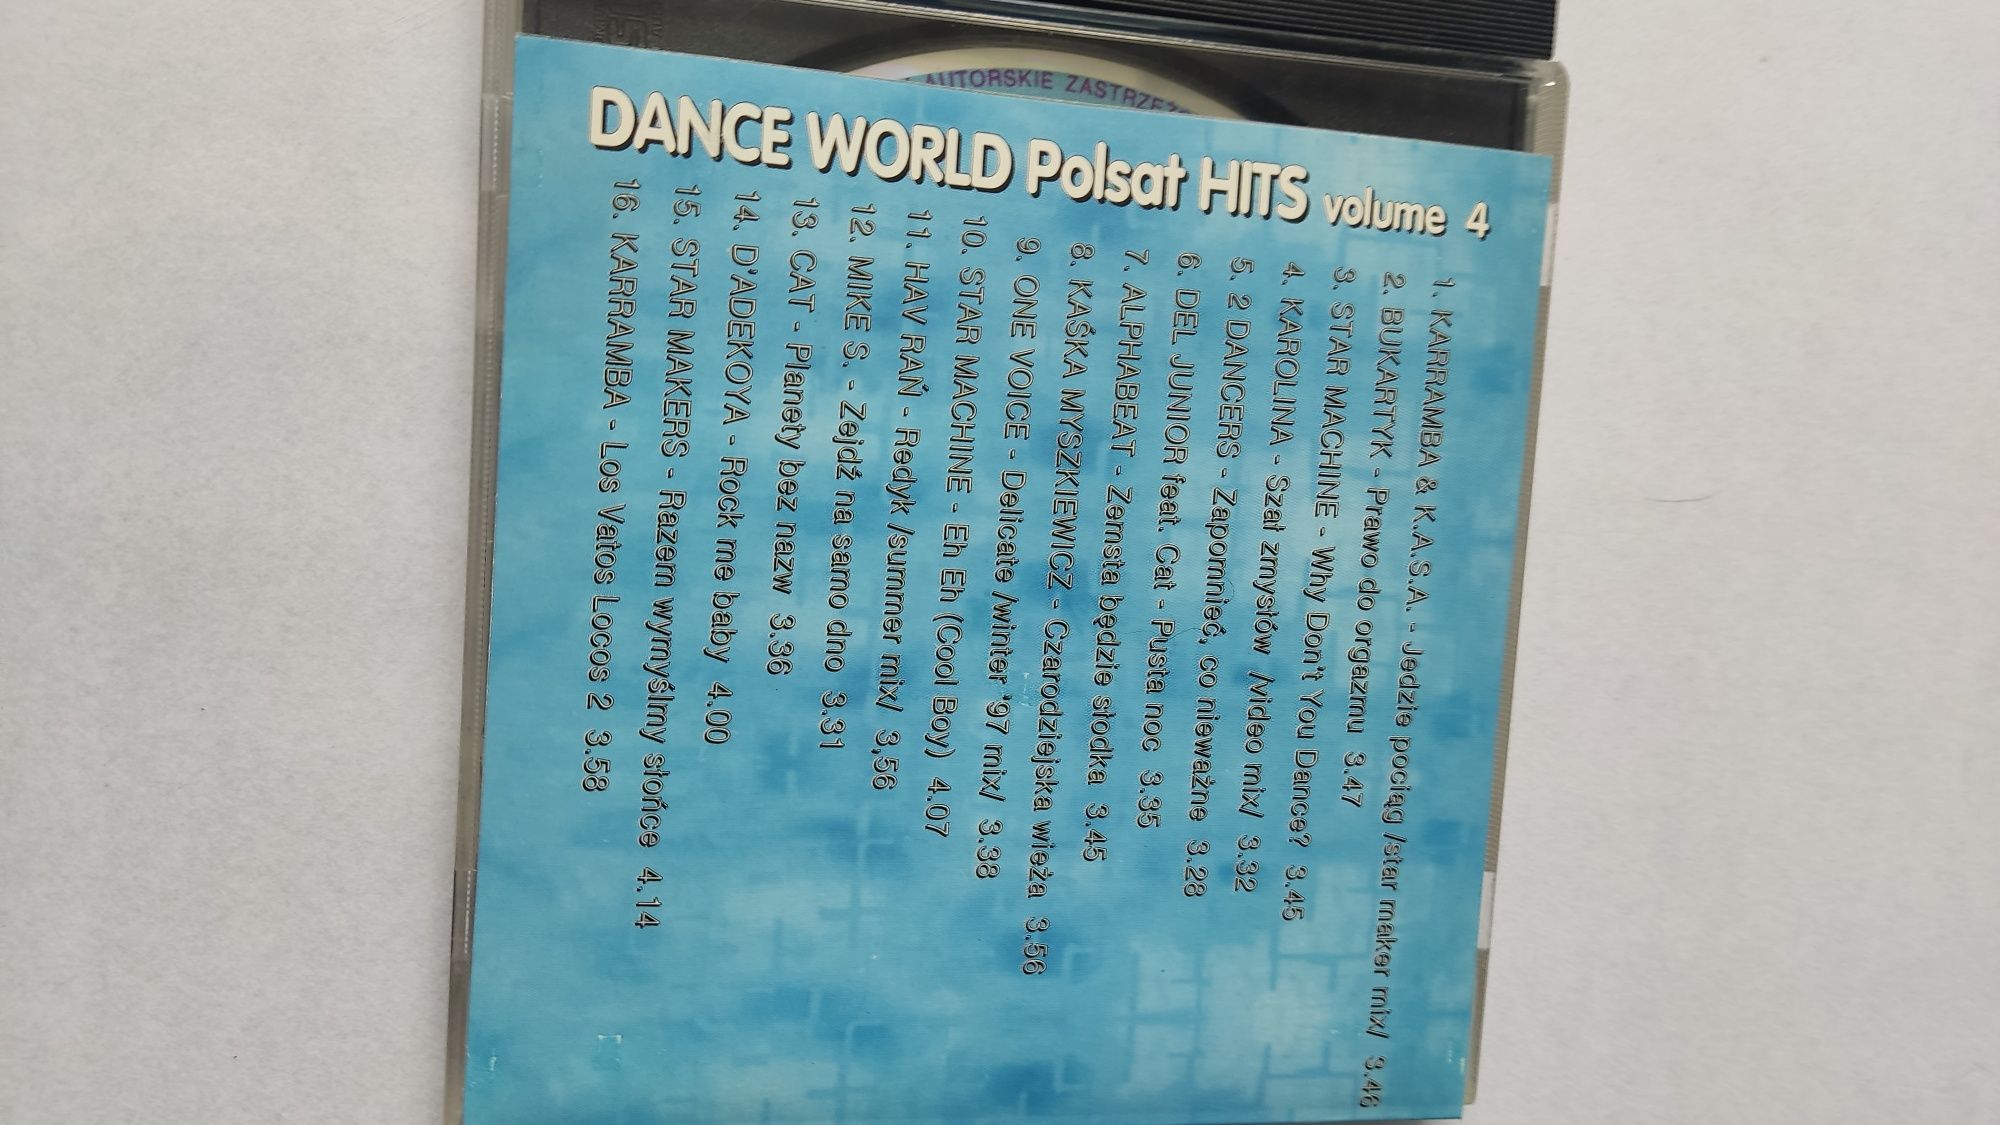 AUTORSKIE
DANCE WORLD Polsat HITS volume 4
1. KARRAMBA & K.A.S.A. - Jedzie pociąg /star maker mix/ 3.46
2. BUKARTYK - Prawo do orgazmu 3.47
3. STAR MACHINE - Why Don't You Dance? 3.45
4. KAROLINA - Szał zmysłów /video mix/ 3.32
5. 2 DANCERS - Zapomnieć, co nieważne 3.28
6. DEL JUNIOR feat. Cat - Pusta noc 3.35
7. ALPHABEAT - Zemsta będzie słodka 3.45
8. KAŚKA MYSZKIEWICZ - Czarodziejska wieża 3.56
9. ONE VOICE - Delicate /winter '97 mix/ 3.38
10. STAR MACHINE - Eh Eh (Cool Boy) 4.07
11. HAV RAŃ - Redyk /summer mix/ 3,56
12. MIKE S. - Zejdź na samo dno 3.31
13. CAT - Planety bez nazw 3.36
14. D'ADEKOYA - Rock me baby 4.00
15. STAR MAKERS - Razem wymyślmy słońce 4.14
16. KARRAMBA - Los Vatos Locos 2 3.58